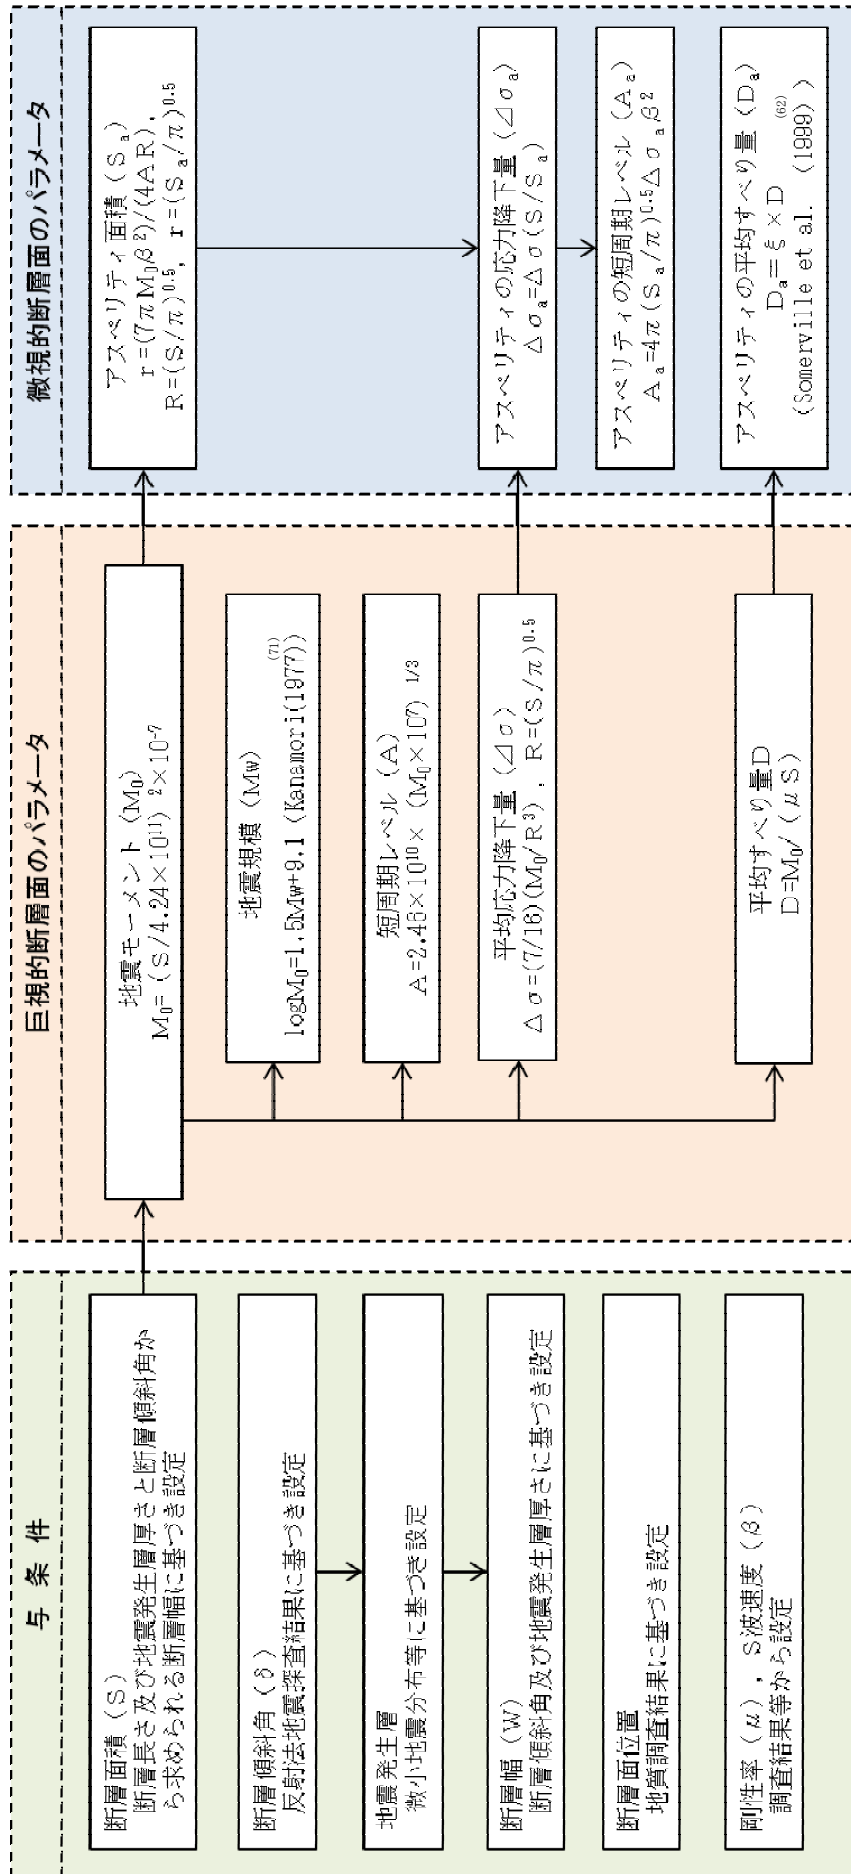 与 条 件
断層面積（S）
断層長さ及び地震発生層厚さと断層傾斜角か
ら求められる断層幅に基づき設定
断層傾斜角（δ）
反射法地震探査結果に基づき設定
地震発生層
微小地震分布等に基づき設定
断層幅（W）
断層傾斜角及び地震発生層厚さに基づき設定
断層面位置
地質調査結果に基づき設定
剛性率（μ），S波速度（β）
調査結果等から設定
巨視的断層面のパラメータ
地震モーメント（M₀）
M₀=（S/4.24×10¹¹）²×10⁻⁷
地震規模（Mw）
logM₀=1.5Mw+9.1（Kanamori(1977)⁽⁷¹⁾）
短周期レベル（A）
A=2.46×10¹⁰×（M₀×10⁷）^1/3
平均応力降下量（Δσ）
Δσ=(7/16)(M₀/R³)，R=(S/π)^0.5
平均すべり量D
D=M₀/（μS）
微視的断層面のパラメータ
アスペリティ面積（Sₐ）
r=(7πM₀β²)/(4AR)，
R=(S/π)^0.5，r=(Sₐ/π)^0.5
アスペリティの応力降下量（Δσₐ）
Δσₐ=Δσ(S/Sₐ)
アスペリティの短周期レベル（Aₐ）
Aₐ=4π(Sₐ/π)^0.5Δσₐβ²
アスペリティの平均すべり量（Dₐ）
Dₐ=ξ×D
（Somerville et al.（1999）⁽⁶²⁾）